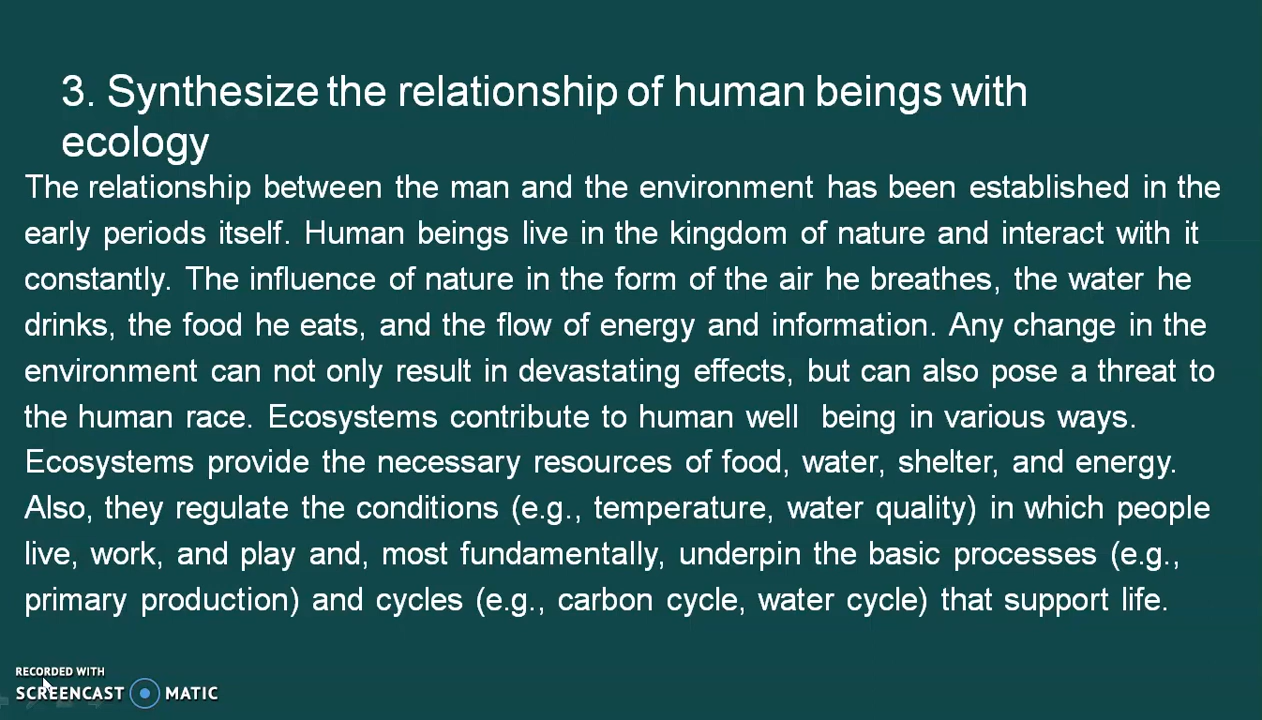 3. Synthesize the relationship of human beings with
ecology
The relationship between the man and the environment has been established in the
early periods itself. Human beings live in the kingdom of nature and interact with it
constantly. The influence of nature in the form of the air he breathes, the water he
drinks, the food he eats, and the flow of energy and information. Any change in the
environment can not only result in devastating effects, but can also pose a threat to
the human race. Ecosystems contribute to human well being in various ways.
Ecosystems provide the necessary resources of food, water, shelter, and energy.
Also, they regulate the conditions (e.g., temperature, water quality) in which people
live, work, and play and, most fundamentally, underpin the basic processes (e.g.,
primary production) and cycles (e.g., carbon cycle, water cycle) that support life.
RECORDED WITH
SCREENCAST MATIC